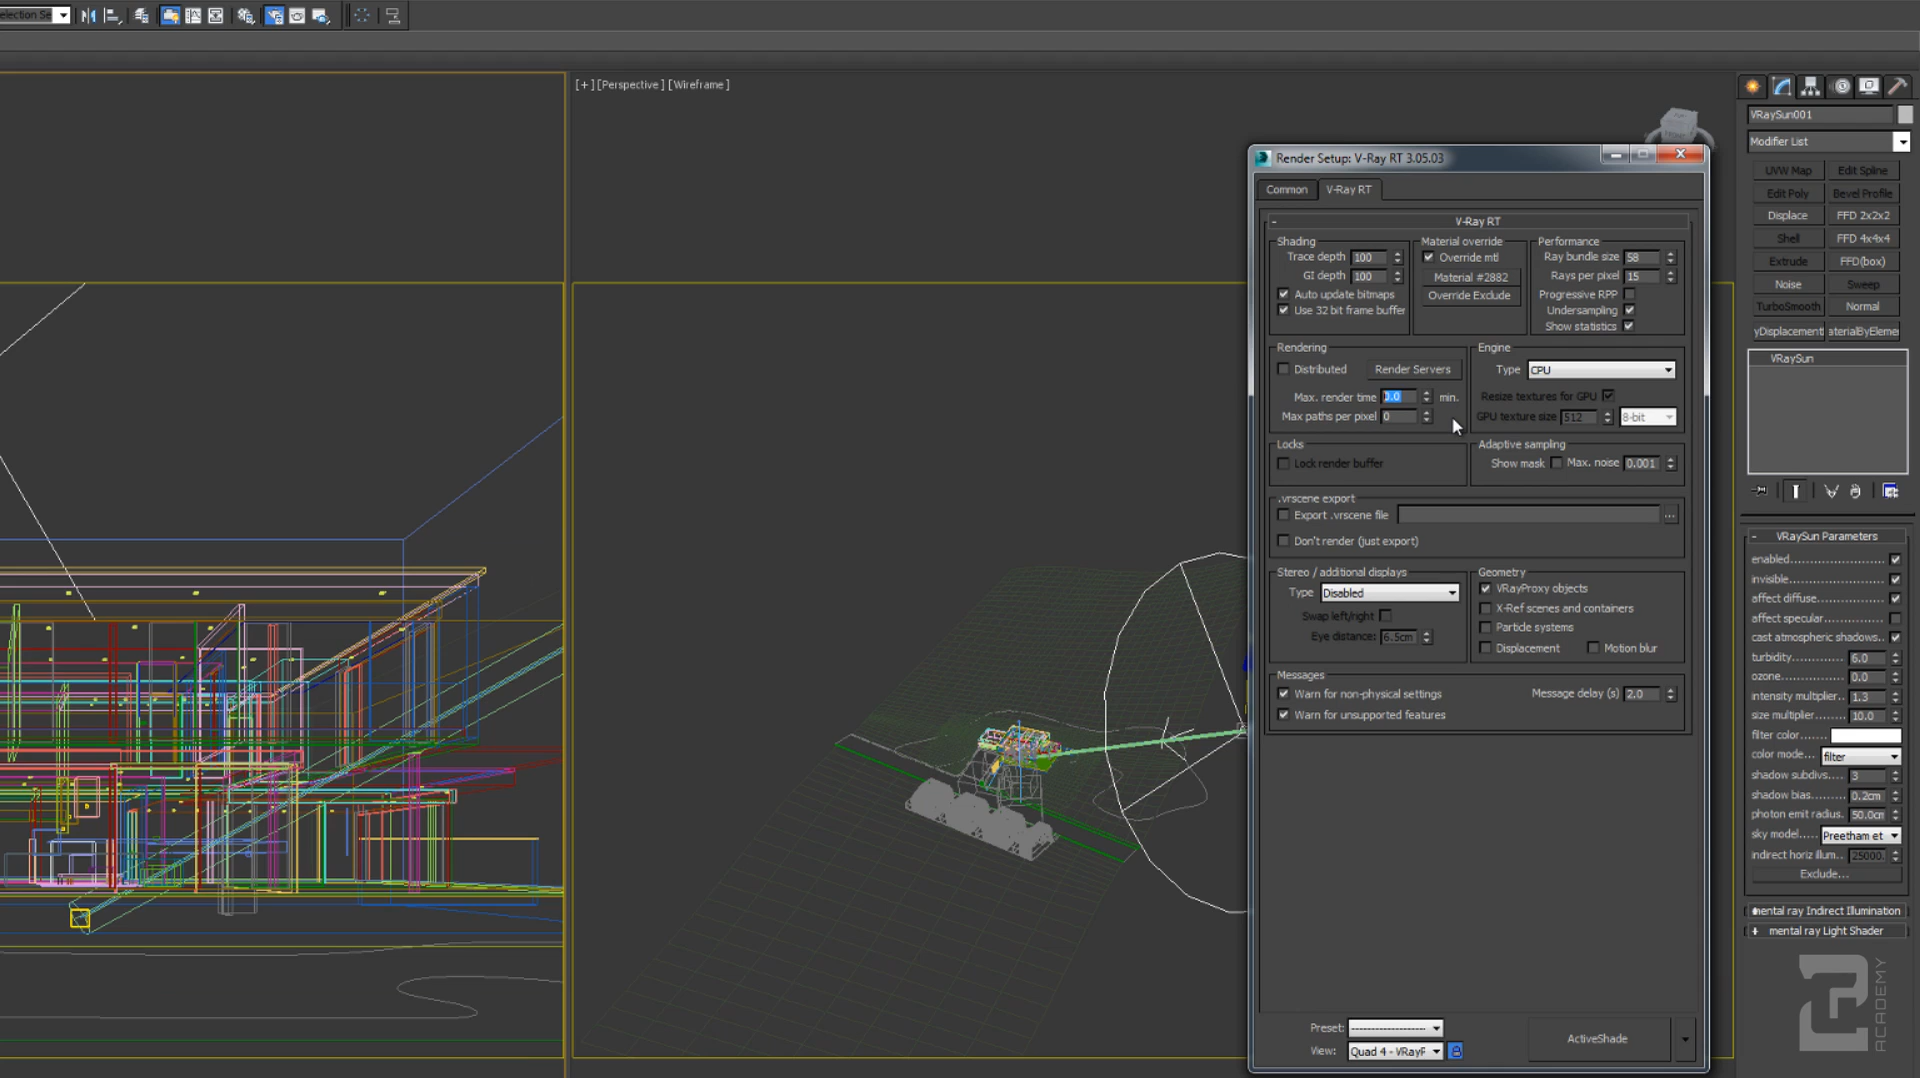 election Se
[+][Perspective][Wireframe]
VRaySun001
Modifier List
UVW Map
Edit Spline
Edit Poly
Bevel Profile
Displace
FFD 2x2x2
Shell
FFD 4x4x4
Extrude
FFD(box)
Noise
Sweep
TurboSmooth
Normal
yDisplacement
aterialByEleme
VRaySun
Render Setup: V-Ray RT 3.05.03
Common
V-Ray RT
- V-Ray RT
Shading
Trace depth 100
GI depth 100
Auto update bitmaps
Use 32 bit frame buffer
Material override
Override mtl
Material #2882
Override Exclude
Performance
Ray bundle size 58
Rays per pixel 15
Progressive RPP
Undersampling
Show statistics
Rendering
Distributed Render Servers
Max. render time 0.0 min.
Max paths per pixel 0
Engine
Type CPU
Resize textures for GPU
GPU texture size 512 8-bit
Locks
Lock render buffer
Adaptive sampling
Show mask Max. noise 0.001
.vrscene export
Export .vrscene file ...
Don't render (just export)
Stereo / additional displays
Type Disabled
Swap left/right
Eye distance: 6.5cm
Geometry
VRayProxy objects
X-Ref scenes and containers
Particle systems
Displacement Motion blur
Messages
Warn for non-physical settings
Message delay (s) 2.0
Warn for unsupported features
Preset: --------------------
View: Quad 4 - VRayF
ActiveShade
- VRaySun Parameters
enabled
invisible
affect diffuse
affect specular
cast atmospheric shadows
turbidity 6.0
ozone 0.0
intensity multiplier 1.3
size multiplier 10.0
filter color
color mode filter
shadow subdivs 3
shadow bias 0.2cm
photon emit radius 50.0cm
sky model Preetham et
indirect horiz illum 25000.
Exclude...
mental ray Indirect Illumination
+ mental ray Light Shader
ACADEMY